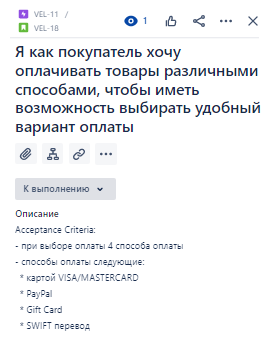 VEL-11 /
VEL-18
1
Я как покупатель хочу
оплачивать товары различными
способами, чтобы иметь
возможность выбирать удобный
вариант оплаты
К выполнению
Описание
Acceptance Criteria:
- при выборе оплаты 4 способа оплаты
- способы оплаты следующие:
* картой VISA/MASTERCARD
* PayPal
* Gift Card
* SWIFT перевод